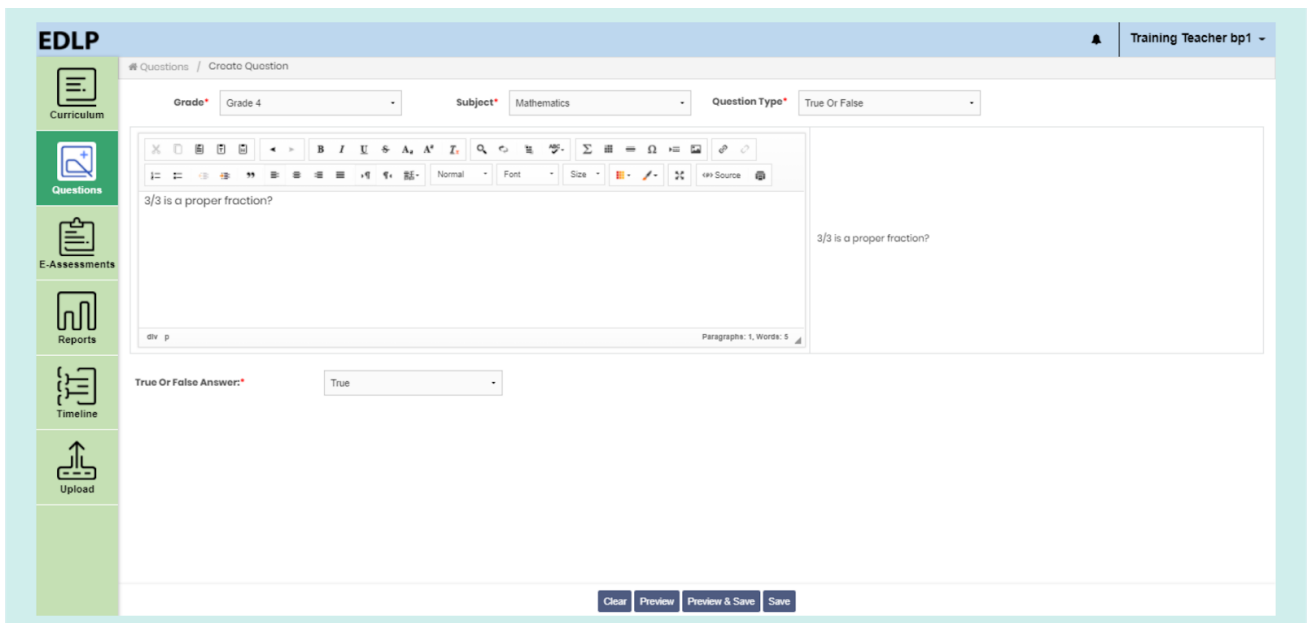 EDLP
Training Teacher bp1
Questions / Create Question
Curriculum
Grade* Grade 4 Subject* Mathematics Question Type* True Or False
Questions
B I U S Normal Font Size Source
3/3 is a proper fraction?
3/3 is a proper fraction?
E-Assessments
div p Paragraphs: 1, Words: 5
Reports
True Or False Answer:* True
Timeline
Upload
Clear Preview Preview & Save Save